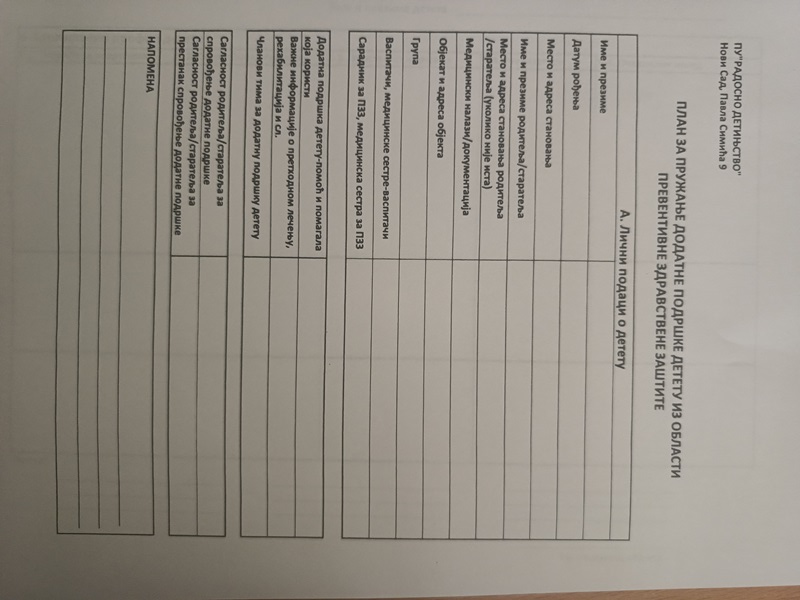 ПУ"РАДОСНО ДЕТИЊСТВО"
Нови Сад, Павла Симића 9
ПЛАН ЗА ПРУЖАЊЕ ДОДАТНЕ ПОДРШКЕ ДЕТЕТУ ИЗ ОБЛАСТИ
ПРЕВЕНТИВНЕ ЗДРАВСТВЕНЕ ЗАШТИТЕ
А. Лични подаци о детету
Име и презиме
Датум рођења
Место и адреса становања
Име и презиме родитеља/старатеља
Место и адреса становања родитеља
/старатеља (уколико није иста)
Медицински налази/документација
Објекат и адреса објекта
Група
Васпитачи, медицинске сестре-васпитачи
Сарадник за ПЗЗ, медицинска сестра за ПЗЗ
Додатна подршка детету-помоћ и помагала
која користи
Важне информације о претходном лечењу,
рехабилитација и сл.
Чланови тима за додатну подршку детету
Сагласност родитеља/старатеља за
спровођење додатне подршке
Сагласност родитеља/старатеља за
престанак спровођење додатне подршке
НАПОМЕНА